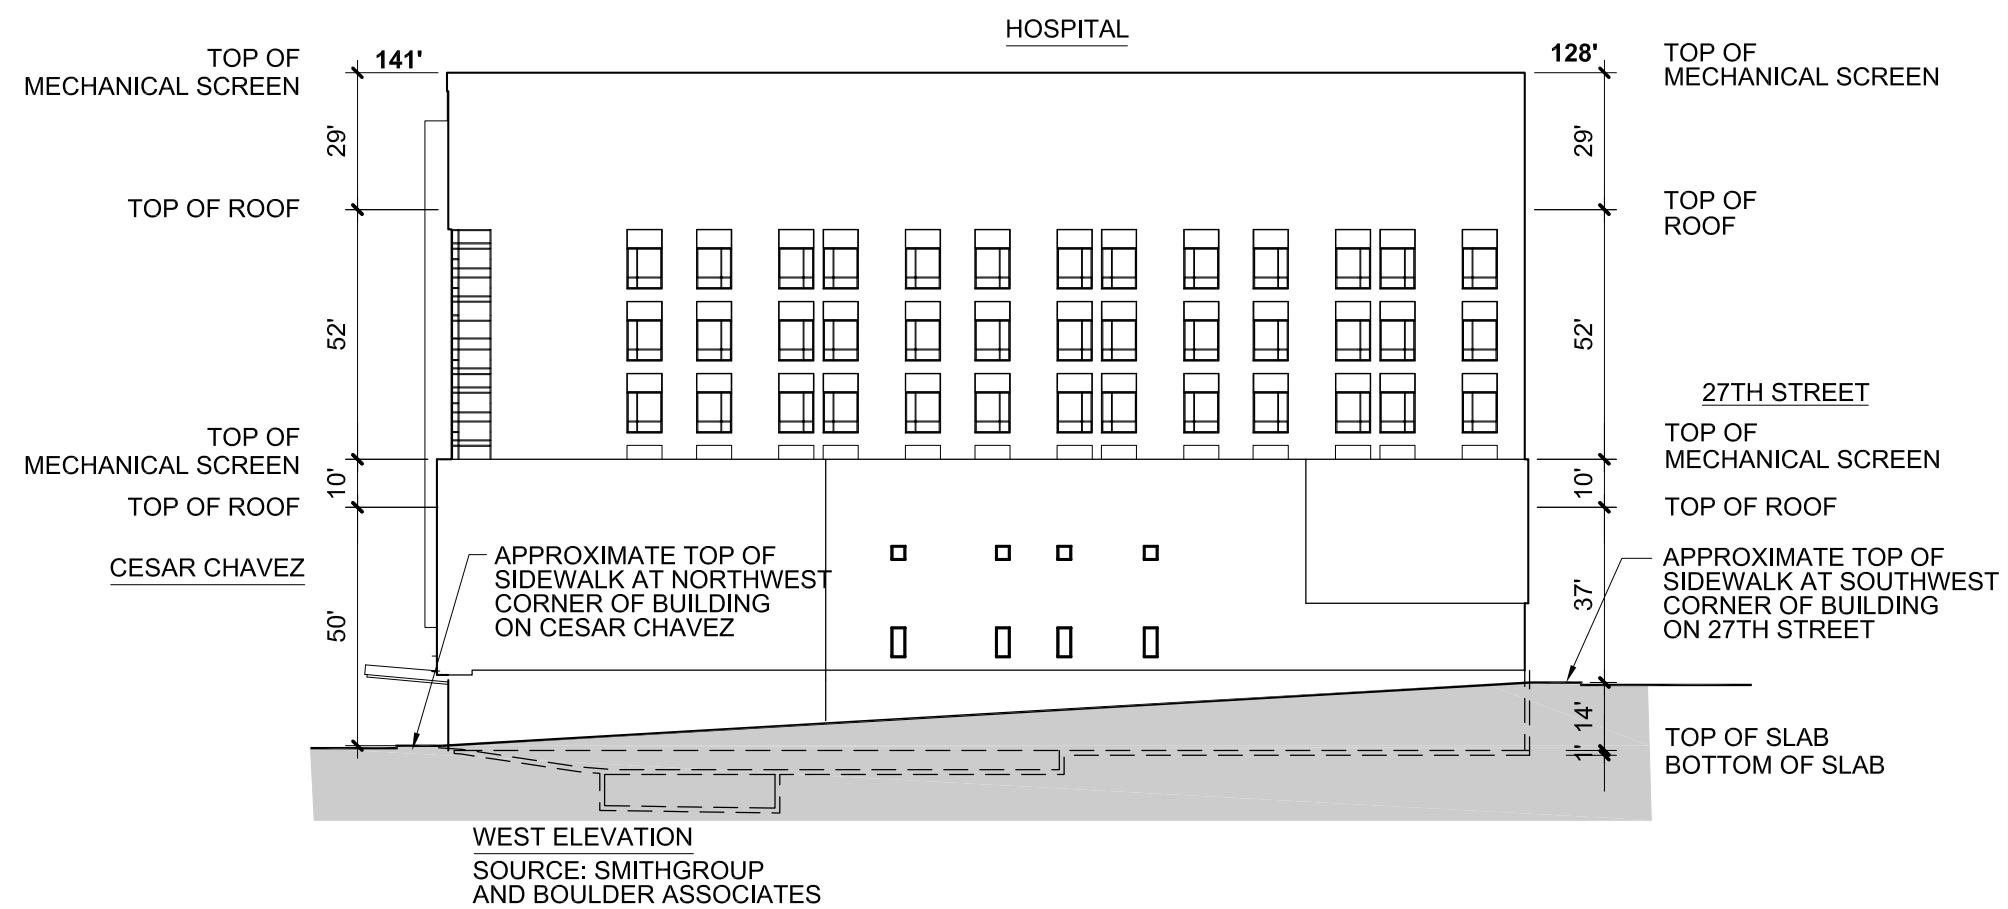 HOSPITAL
TOP OF
MECHANICAL SCREEN
141'
128'
TOP OF
MECHANICAL SCREEN
29'
29'
TOP OF ROOF
TOP OF
ROOF
52'
52'
27TH STREET
TOP OF
MECHANICAL SCREEN
TOP OF
MECHANICAL SCREEN
10'
10'
TOP OF ROOF
TOP OF ROOF
CESAR CHAVEZ
APPROXIMATE TOP OF
SIDEWALK AT NORTHWEST
CORNER OF BUILDING
ON CESAR CHAVEZ
APPROXIMATE TOP OF
SIDEWALK AT SOUTHWEST
CORNER OF BUILDING
ON 27TH STREET
50'
37'
14'
1'
TOP OF SLAB
BOTTOM OF SLAB
WEST ELEVATION
SOURCE: SMITHGROUP
AND BOULDER ASSOCIATES